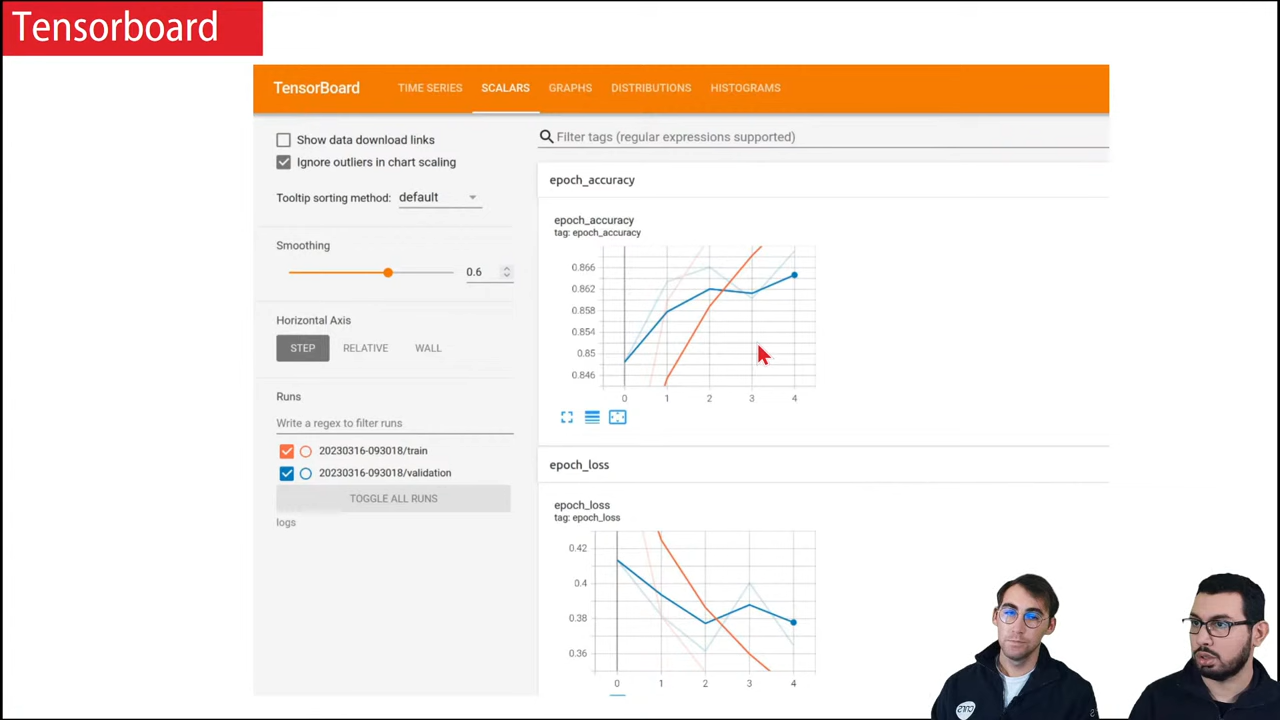 Tensorboard
TensorBoard
TIME SERIES
SCALARS
GRAPHS
DISTRIBUTIONS
HISTOGRAMS
Show data download links
Ignore outliers in chart scaling
Tooltip sorting method: default
Smoothing
0.6
Horizontal Axis
STEP
RELATIVE
WALL
Runs
Write a regex to filter runs
20230316-093018/train
20230316-093018/validation
TOGGLE ALL RUNS
logs
Filter tags (regular expressions supported)
epoch_accuracy
epoch_accuracy
tag: epoch_accuracy
0.866
0.862
0.858
0.854
0.85
0.846
0 1 2 3 4
epoch_loss
epoch_loss
tag: epoch_loss
0.42
0.4
0.38
0.36
0 1 2 3 4